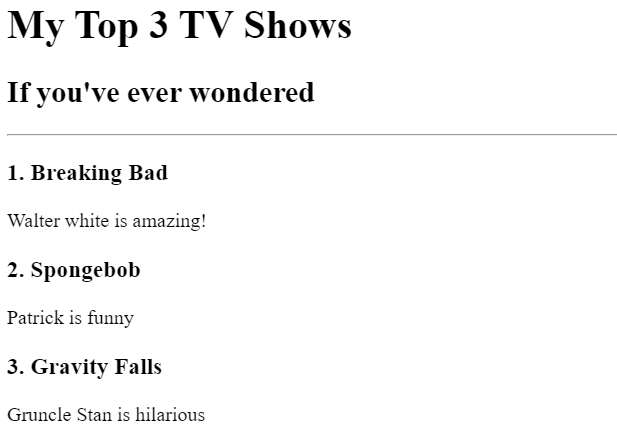 My Top 3 TV Shows
If you've ever wondered
1. Breaking Bad
Walter white is amazing!
2. Spongebob
Patrick is funny
3. Gravity Falls
Gruncle Stan is hilarious